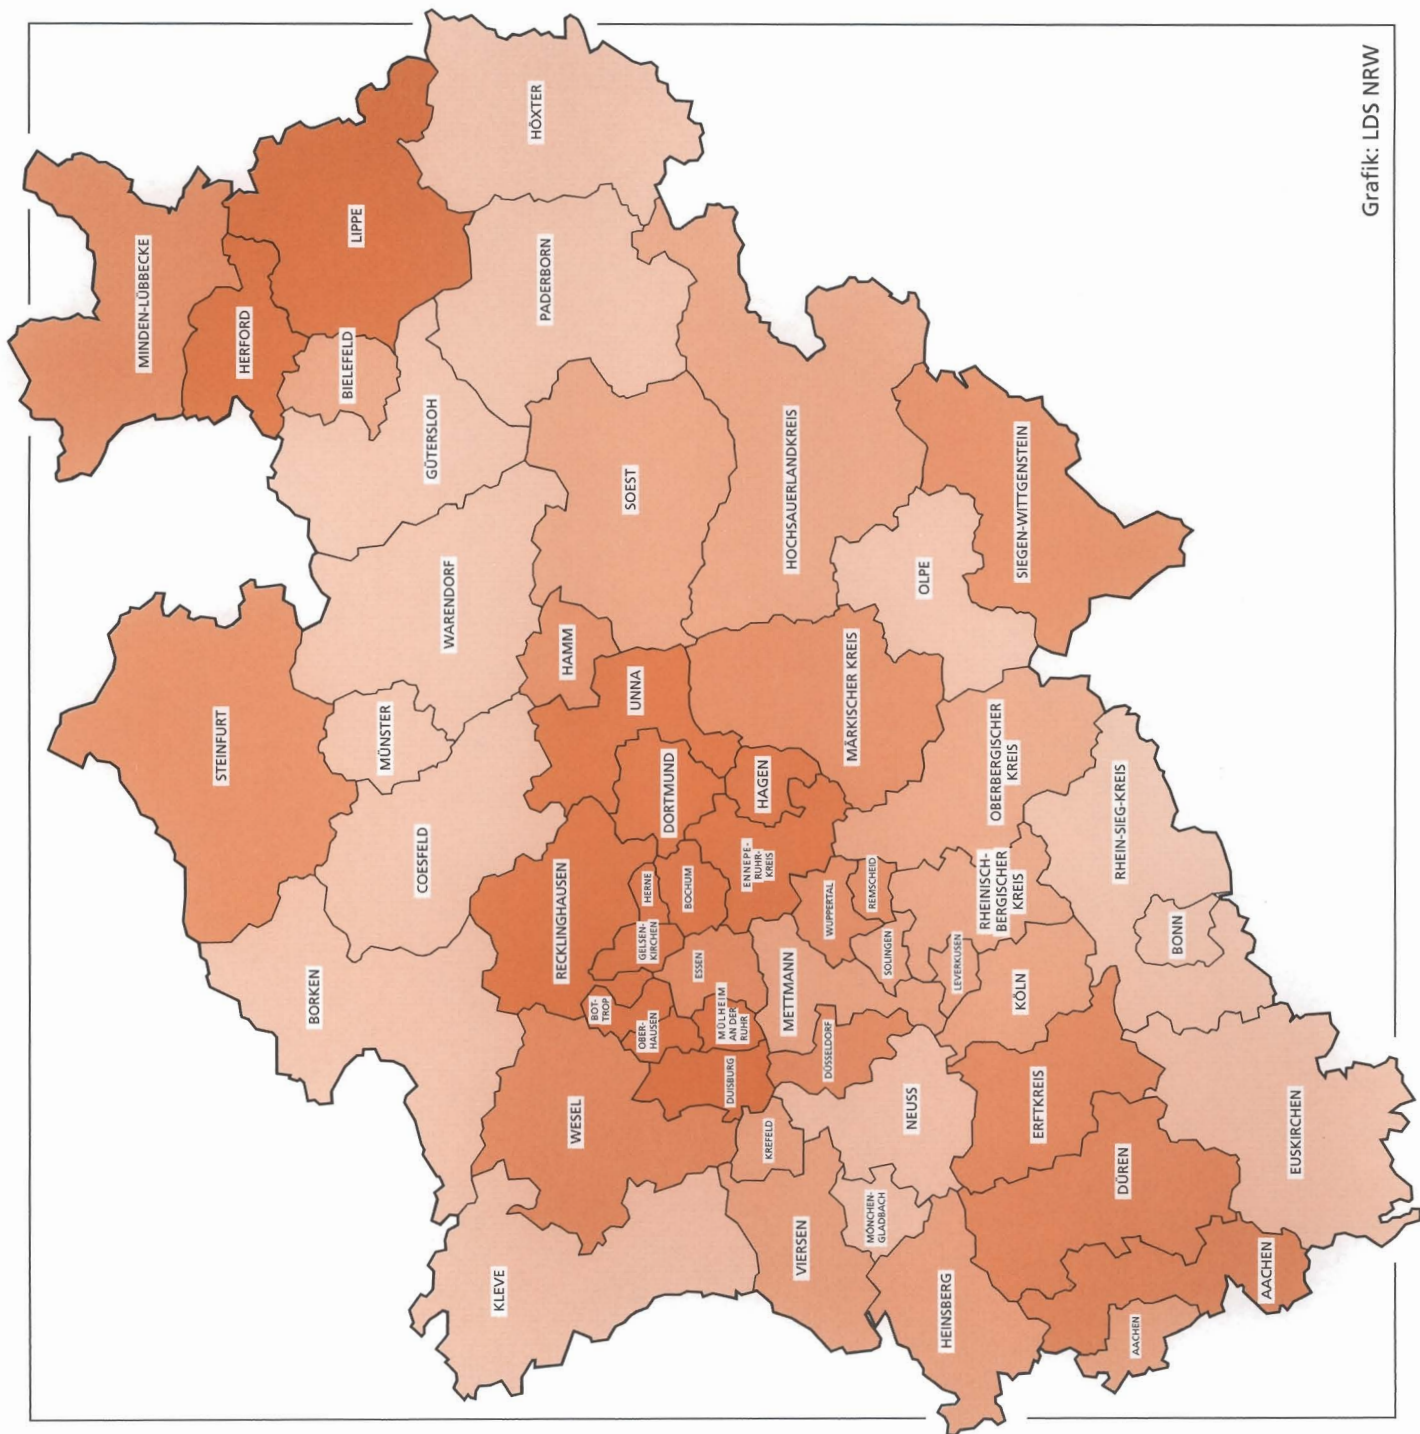 MINDEN-LÜBBECKE
HERFORD
LIPPE
BIELEFELD
HÖXTER
GÜTERSLOH
PADERBORN
STEINFURT
MÜNSTER
WARENDORF
SOEST
HOCHSAUERLANDKREIS
BORKEN
COESFELD
HAMM
UNNA
OLPE
SIEGEN-WITTGENSTEIN
RECKLINGHAUSEN
DORTMUND
HAGEN
MÄRKISCHER KREIS
HERNE
BOCHUM
ENNEPE-
RUHR-
KREIS
GELSEN-
KIRCHEN
ESSEN
WUPPERTAL
REMSCHEID
OBERBERGISCHER
KREIS
BOT-
TROP
OBER-
HAUSEN
MÜLHEIM
AN DER
RUHR
METTMANN
SOLINGEN
LEVERKUSEN
RHEINISCH-
BERGISCHER
KREIS
RHEIN-SIEG-KREIS
KLEVE
WESEL
DUISBURG
KREFELD
DÜSSELDORF
NEUSS
KÖLN
BONN
VIERSEN
MÖNCHEN-
GLADBACH
ERFTKREIS
HEINSBERG
DÜREN
EUSKIRCHEN
AACHEN
AACHEN
Grafik: LDS NRW